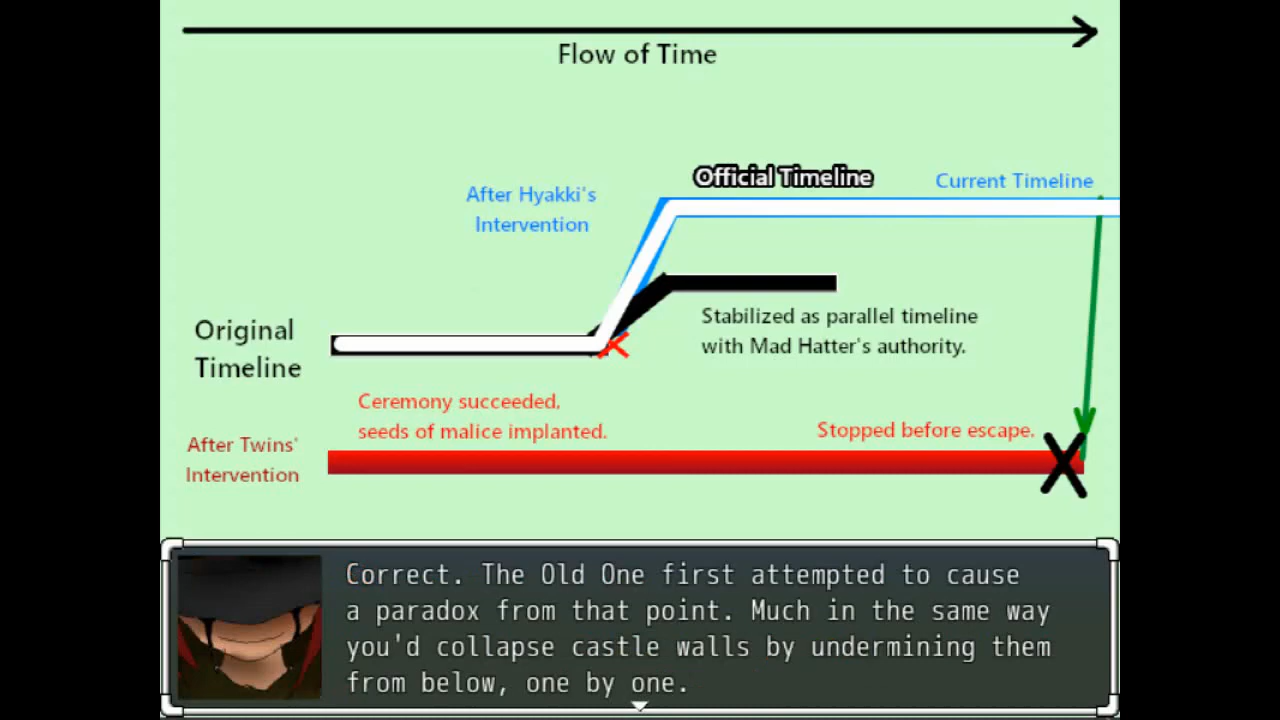 Flow of Time
Official Timeline
Current Timeline
After Hyakki's
Intervention
Original
Timeline
Stabilized as parallel timeline
with Mad Hatter's authority.
Ceremony succeeded,
seeds of malice implanted.
Stopped before escape.
After Twins'
Intervention
Correct. The Old One first attempted to cause
a paradox from that point. Much in the same way
you'd collapse castle walls by undermining them
from below, one by one.